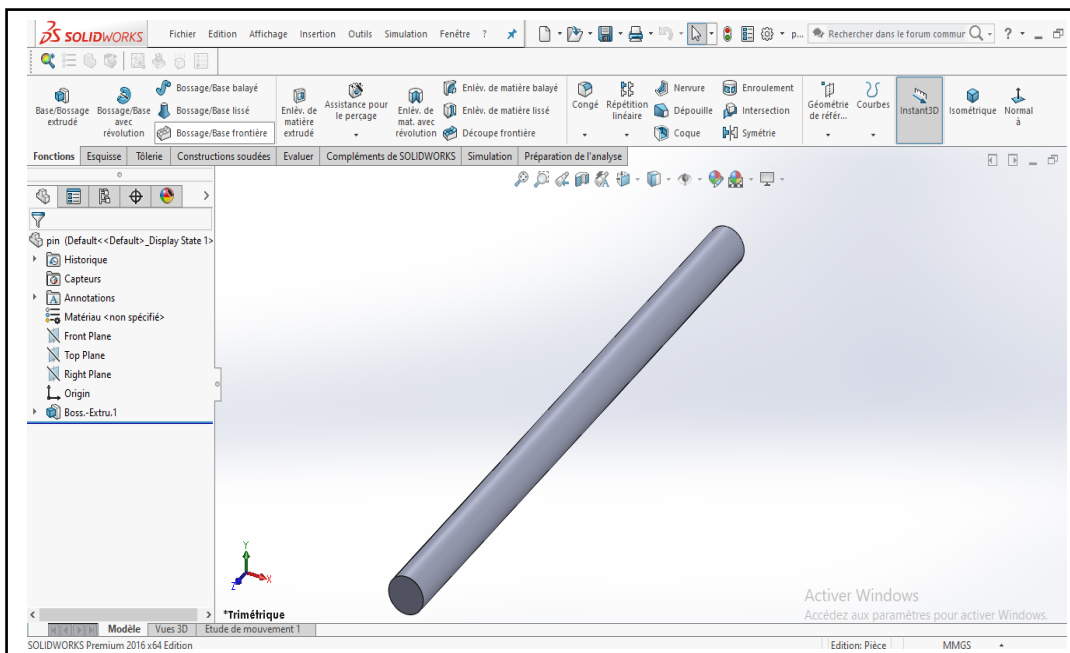 SOLIDWORKS Fichier Edition Affichage Insertion Outils Simulation Fenêtre ? p... Rechercher dans le forum commur ?
Base/Bossage extrudé
Bossage/Base avec révolution
Bossage/Base balayé
Bossage/Base lissé
Bossage/Base frontière
Enlèv. de matière extrudé
Assistance pour le perçage
Enlèv. de mat. avec révolution
Enlèv. de matière balayé
Enlèv. de matière lissé
Découpe frontière
Congé
Répétition linéaire
Nervure
Dépouille
Coque
Enroulement
Intersection
Symétrie
Géométrie de référ...
Courbes
Instant3D
Isométrique
Normal à
Fonctions Esquisse Tôlerie Constructions soudées Evaluer Compléments de SOLIDWORKS Simulation Préparation de l'analyse
pin (Default<<Default>_Display State 1>
Historique
Capteurs
Annotations
Matériau <non spécifié>
Front Plane
Top Plane
Right Plane
Origin
Boss.-Extru.1
Y
X
Z
*Trimétrique
Activer Windows
Accédez aux paramètres pour activer Windows.
Modèle Vues 3D Etude de mouvement 1
SOLIDWORKS Premium 2016 x64 Edition Edition: Pièce MMGS